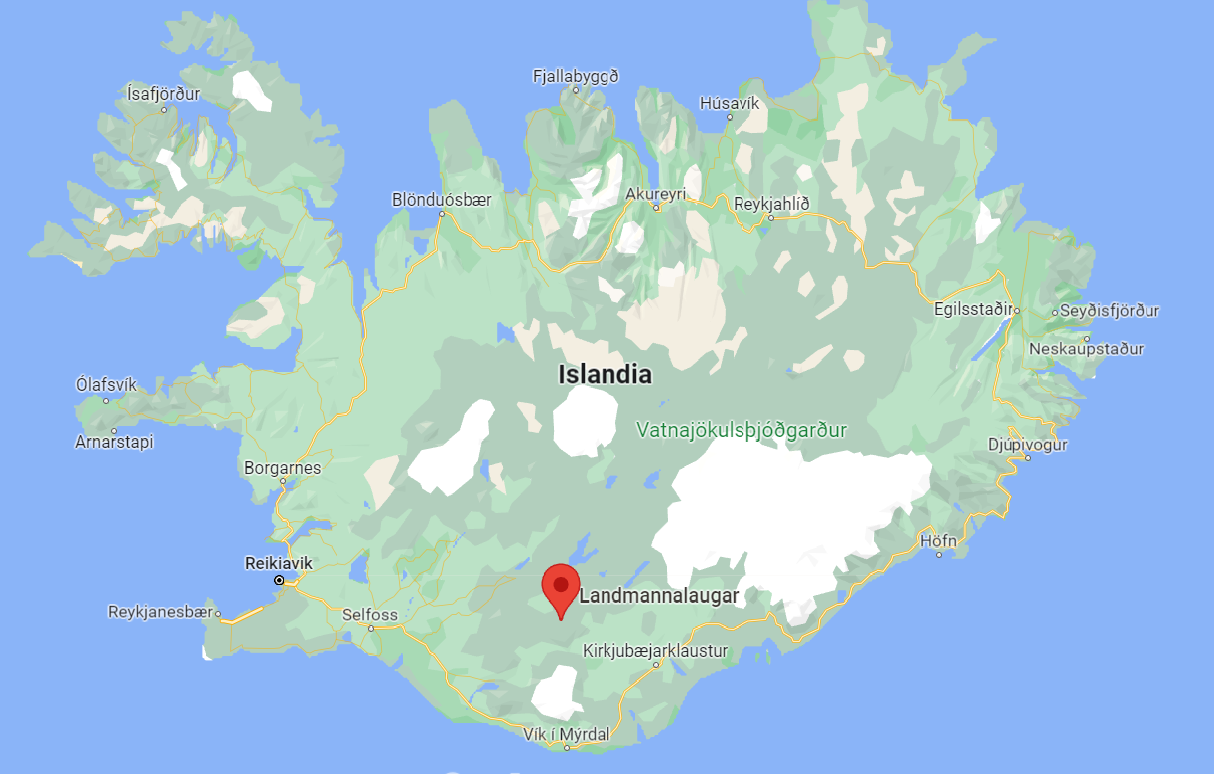 Fjallabyggð
Ísafjörður
Húsavík
Blönduósbær
Akureyri
Reykjahlíð
Egilsstaðir
Seyðisfjörður
Neskaupstaður
Islandia
Ólafsvík
Arnarstapi
Vatnajökulsþjóðgarður
Djúpivogur
Borgarnes
Höfn
Reikiavik
Landmannalaugar
Reykjanesbær
Selfoss
Kirkjubæjarklaustur
Vík í Mýrdal